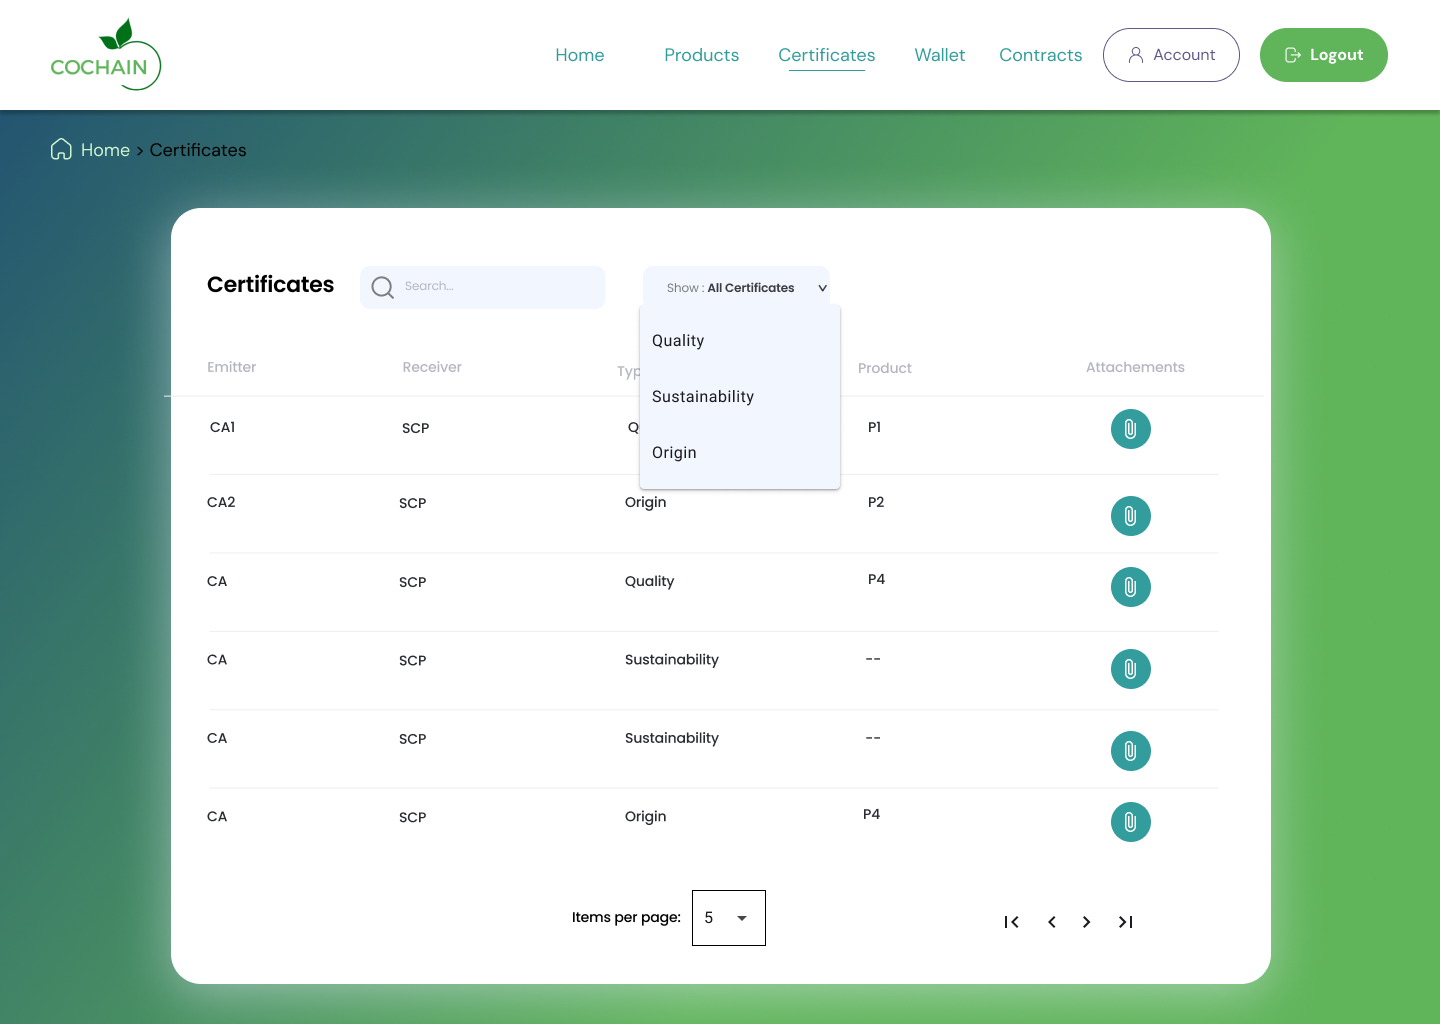 COCHAIN
Home Products Certificates Wallet Contracts Account Logout
Home > Certificates
Certificates Search... Show : All Certificates
Quality
Sustainability
Origin
Emitter Receiver Typ Product Attachements
CA1 SCP Q P1
CA2 SCP Origin P2
CA SCP Quality P4
CA SCP Sustainability --
CA SCP Sustainability --
CA SCP Origin P4
Items per page: 5